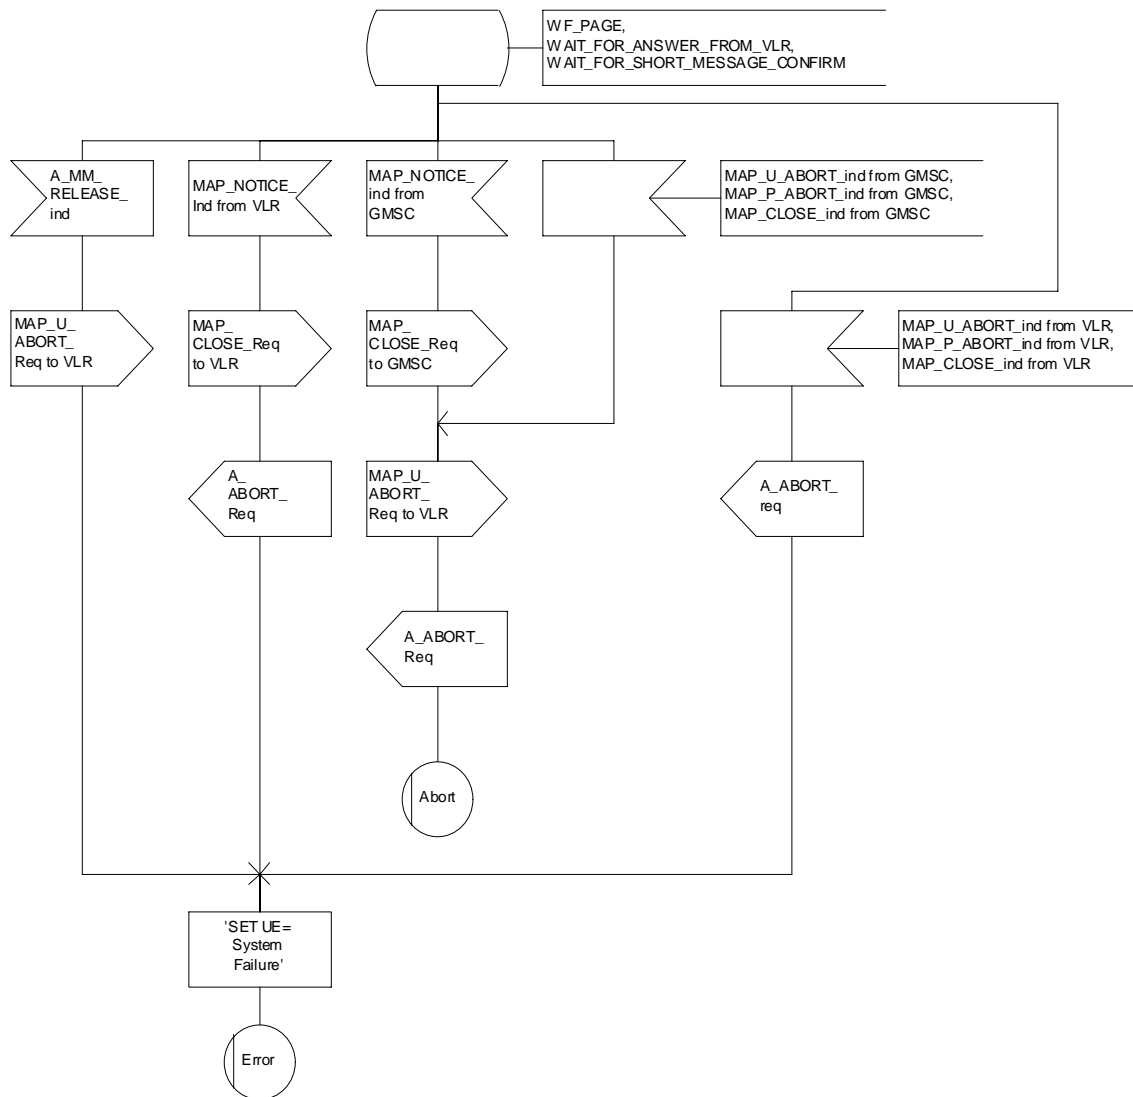 WF_PAGE,
WAIT_FOR_ANSWER_FROM_VLR,
WAIT_FOR_SHORT_MESSAGE_CONFIRM
A_MM_
RELEASE_
ind
MAP_NOTICE_
Ind from VLR
MAP_NOTICE_
ind from
GMSC
MAP_U_ABORT_ind from GMSC,
MAP_P_ABORT_ind from GMSC,
MAP_CLOSE_ind from GMSC
MAP_U_
ABORT_
Req to VLR
MAP_
CLOSE_Req
to VLR
MAP_
CLOSE_Req
to GMSC
MAP_U_ABORT_ind from VLR,
MAP_P_ABORT_ind from VLR,
MAP_CLOSE_ind from VLR
A_
ABORT_
Req
MAP_U_
ABORT_
Req to VLR
A_ABORT_
req
A_ABORT_
Req
Abort
'SET UE=
System
Failure'
Error